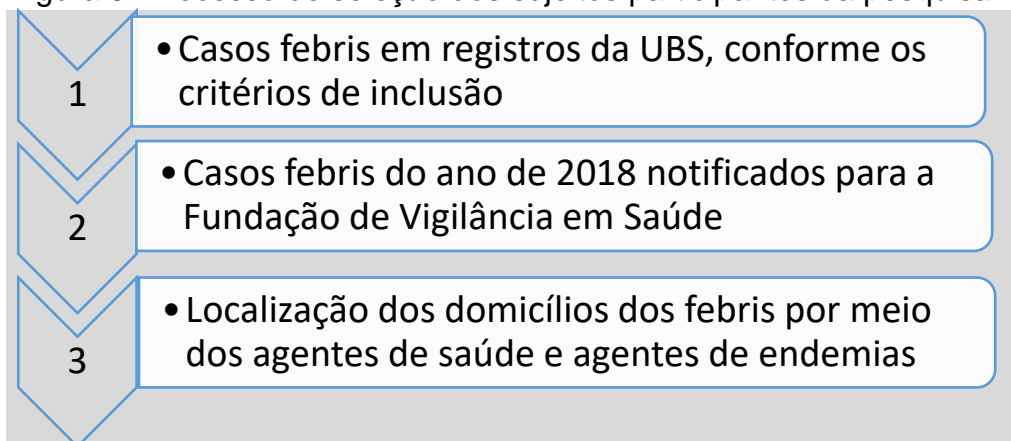 1
• Casos febris em registros da UBS, conforme os
critérios de inclusão
2
• Casos febris do ano de 2018 notificados para a
Fundação de Vigilância em Saúde
3
• Localização dos domicílios dos febris por meio
dos agentes de saúde e agentes de endemias